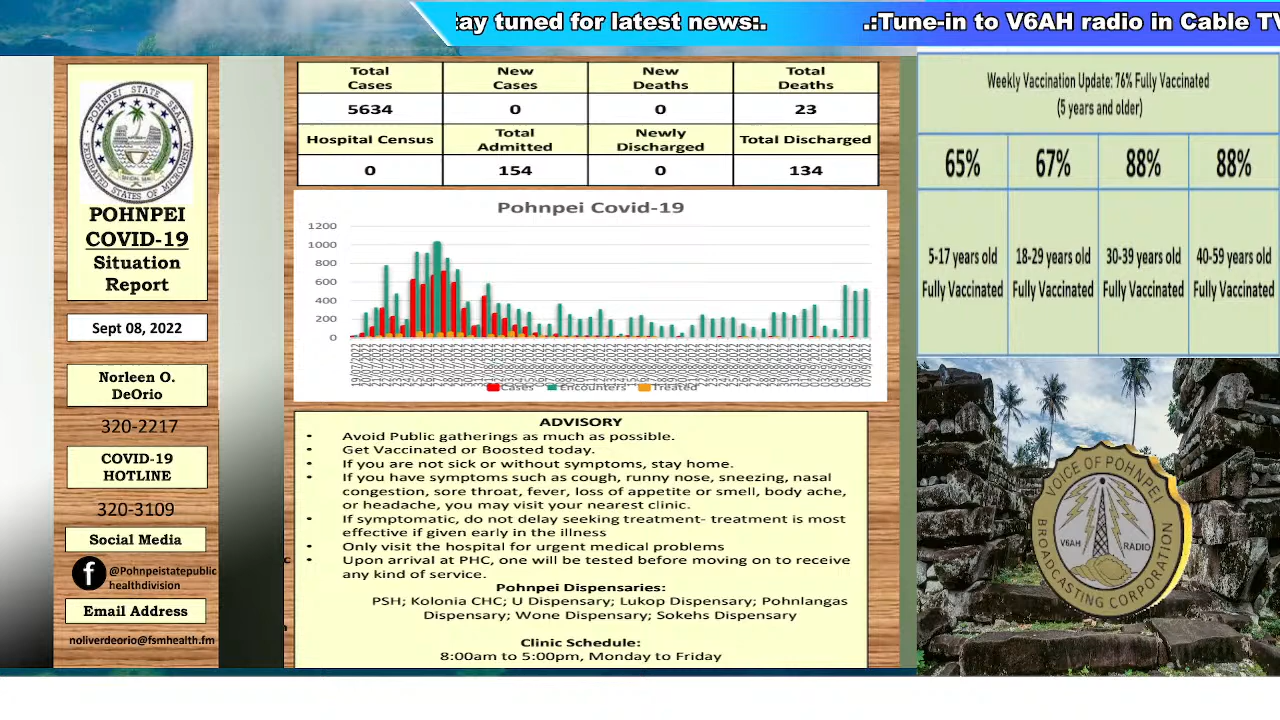 ay tuned for latest news:. .:Tune-in to V6AH radio in Cable TV
POHNPEI STATE SEAL
FEDERATED STATES OF MICRONESIA
POHNPEI
COVID-19
Situation
Report
Sept 08, 2022
Norleen O.
DeOrio
320-2217
COVID-19
HOTLINE
320-3109
Social Media
f
@Pohnpeistatepublic
healthdivision
Email Address
noliverdeorio@fsmhealth.fm
Total Cases New Cases New Deaths Total Deaths
5634 0 0 23
Hospital Census Total Admitted Newly Discharged Total Discharged
0 154 0 134
Pohnpei Covid-19
1200
1000
800
600
400
200
0
Cases Encounters Treated
ADVISORY
• Avoid Public gatherings as much as possible.
• Get Vaccinated or Boosted today.
• If you are not sick or without symptoms, stay home.
• If you have symptoms such as cough, runny nose, sneezing, nasal
congestion, sore throat, fever, loss of appetite or smell, body ache,
or headache, you may visit your nearest clinic.
• If symptomatic, do not delay seeking treatment- treatment is most
effective if given early in the illness
• Only visit the hospital for urgent medical problems
• Upon arrival at PHC, one will be tested before moving on to receive
any kind of service.
Pohnpei Dispensaries:
PSH; Kolonia CHC; U Dispensary; Lukop Dispensary; Pohnlangas
Dispensary; Wone Dispensary; Sokehs Dispensary
Clinic Schedule:
8:00am to 5:00pm, Monday to Friday
Weekly Vaccination Update: 76% Fully Vaccinated
(5 years and older)
65% 67% 88% 88%
5-17 years old 18-29 years old 30-39 years old 40-59 years old
Fully Vaccinated Fully Vaccinated Fully Vaccinated Fully Vaccinated
VOICE OF POHNPEI
V6AH RADIO
BROADCASTING CORPORATION